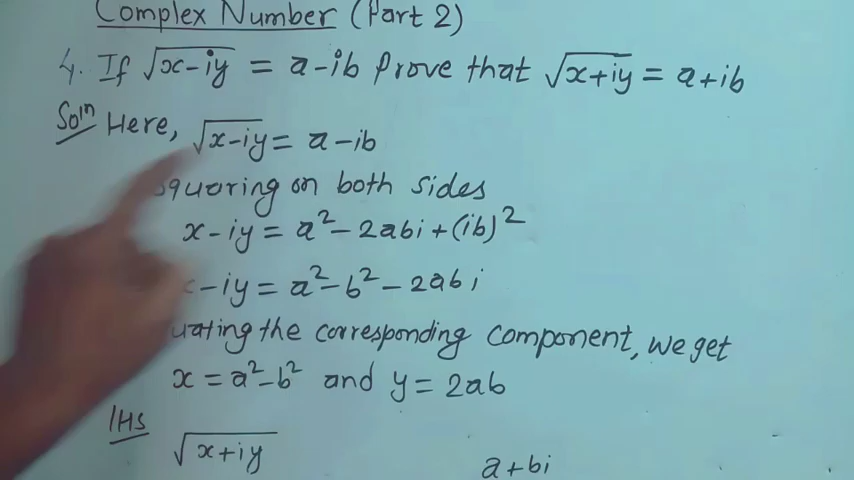 Complex Number (Part 2)
4. If √x-iy = a-ib Prove that √x+iy = a+ib
Soln Here, √x-iy = a-ib
squaring on both sides
x-iy = a²- 2abi + (ib)²
x-iy = a²-b²- 2abi
uating the corresponding component, we get
x = a²-b² and y = 2ab
LHS
√x+iy a+bi